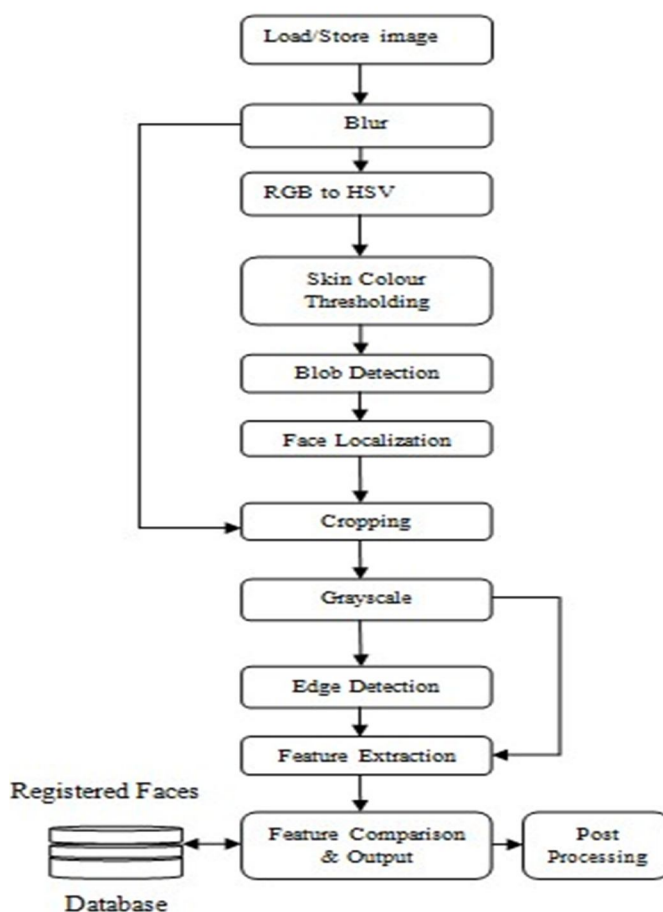 Load/Store image
Blur
RGB to HSV
Skin Colour
Thresholding
Blob Detection
Face Localization
Cropping
Grayscale
Edge Detection
Feature Extraction
Registered Faces
Feature Comparison
& Output
Post
Processing
Database